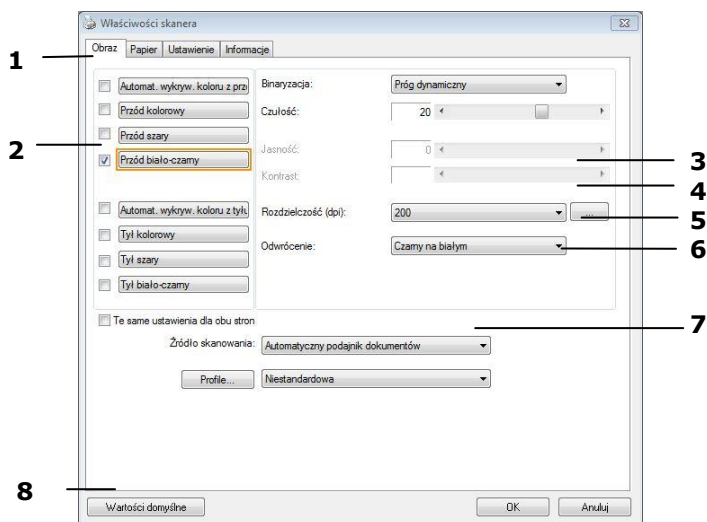 Właściwości skanera
Obraz Papier Ustawienie Informacje
1
Automat. wykryw. koloru z prz
Binaryzacja: Próg dynamiczny
Przód kolorowy
Czułość: 20
Przód szary
2
Jasność: 0
3
Przód biało-czarny
Kontrast:
4
Automat. wykryw. koloru z tyłu
Rozdzielczość (dpi): 200 ...
5
Tył kolorowy
Odwrócenie: Czarny na białym
6
Tył szary
Tył biało-czarny
Te same ustawienia dla obu stron
7
Źródło skanowania: Automatyczny podajnik dokumentów
Profile... Niestandardowa
8
Wartości domyślne OK Anuluj